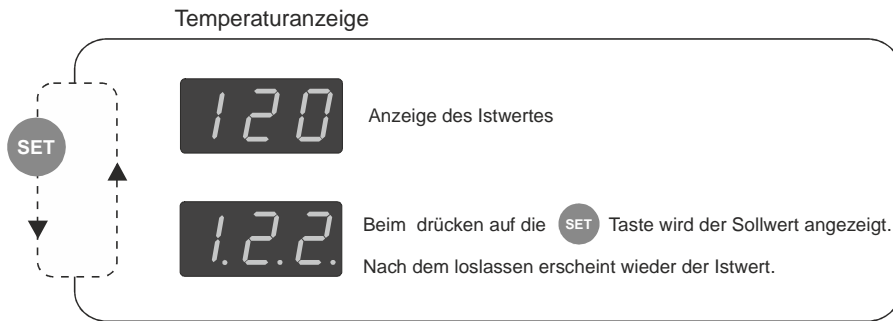 Temperaturanzeige
120
Anzeige des Istwertes
SET
1.2.2.
Beim drücken auf die SET Taste wird der Sollwert angezeigt.
Nach dem loslassen erscheint wieder der Istwert.